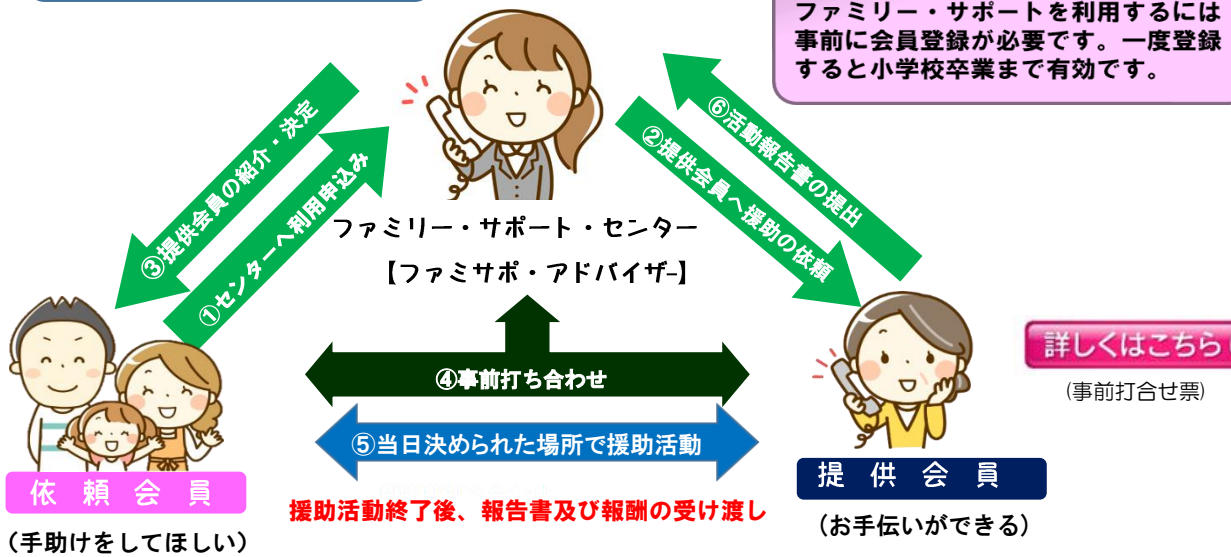 ファミリー・サポートを利用するには
事前に会員登録が必要です。一度登録
すると小学校卒業まで有効です。
③提供会員の紹介・決定
①センターへ利用申込み
⑥活動報告書の提出
②提供会員へ援助の依頼
ファミリー・サポート・センター
【ファミサポ・アドバイザー】
④事前打ち合わせ
⑤当日決められた場所で援助活動
援助活動終了後、報告書及び報酬の受け渡し
依頼会員
(手助けをしてほしい)
提供会員
(お手伝いができる)
詳しくはこちら
(事前打合せ票)